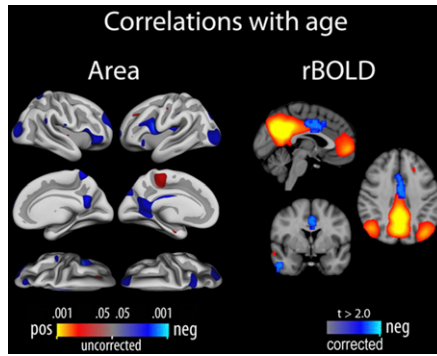 Correlations with age
Area
rBOLD
.001 .05 .05 .001
pos neg
uncorrected
t > 2.0
neg
corrected